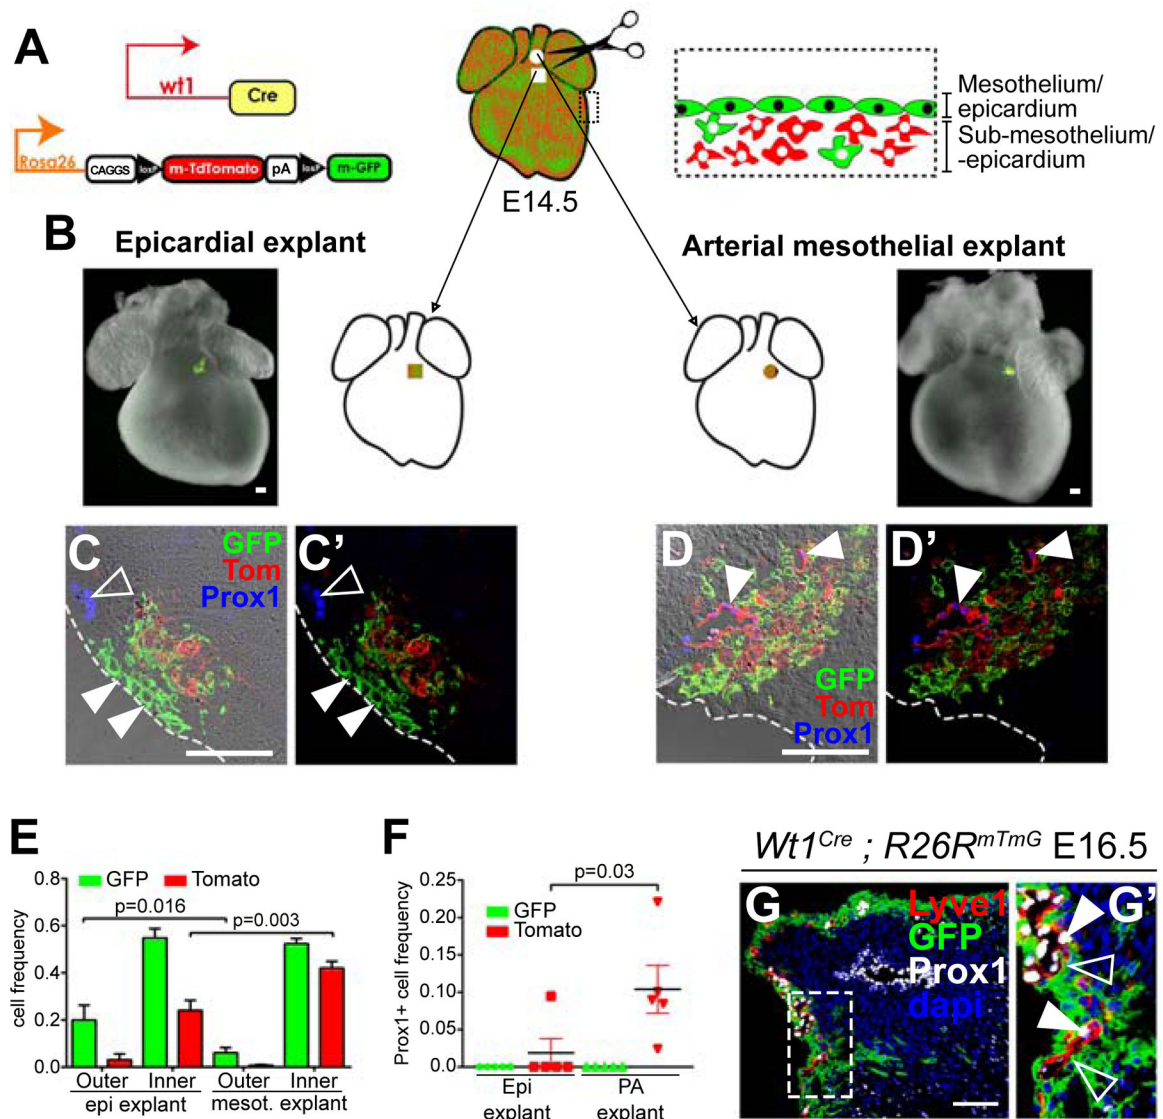 A
wt1
Cre
Rosa26
CAGGS
loxP
m-TdTomato
pA
loxP
m-GFP
E14.5
Mesothelium/
epicardium
Sub-mesothelium/
-epicardium
B
Epicardial explant
Arterial mesothelial explant
C
GFP
Tom
Prox1
C'
D
GFP
Tom
Prox1
D'
E
GFP
Tomato
p=0.016
p=0.003
cell frequency
0.8
0.6
0.4
0.2
0.0
Outer
Inner
Outer
Inner
epi explant
mesot. explant
F
p=0.03
GFP
Tomato
Prox1+ cell frequency
0.25
0.20
0.15
0.10
0.05
0.00
Epi
explant
PA
explant
Wt1Cre ; R26RmTmG E16.5
G
Lyve1
GFP
Prox1
dapi
G'